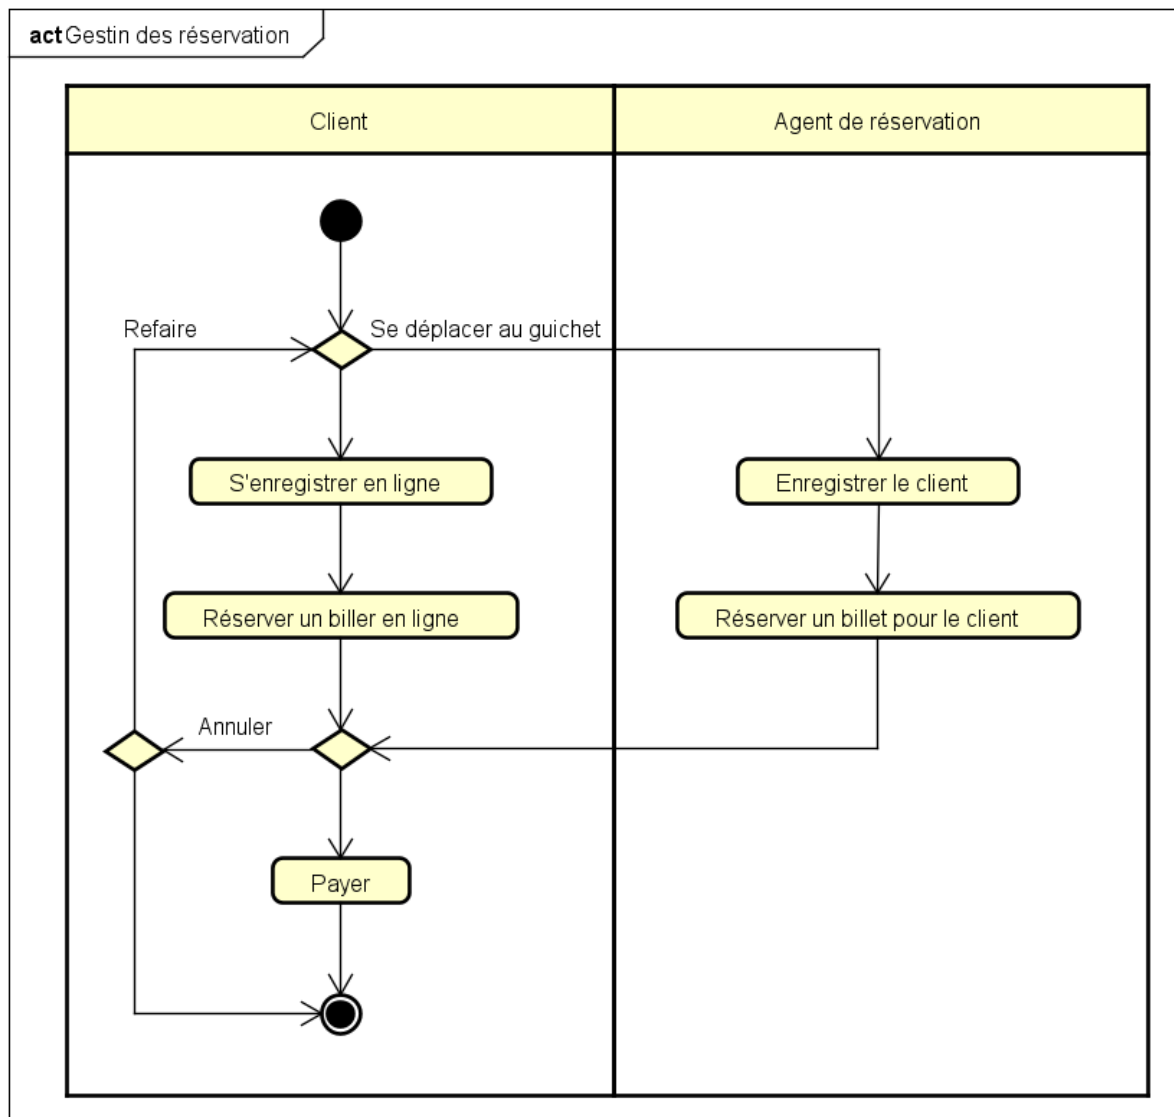 act Gestin des réservation
Client
Agent de réservation
Refaire
Se déplacer au guichet
S'enregistrer en ligne
Enregistrer le client
Réserver un biller en ligne
Réserver un billet pour le client
Annuler
Payer